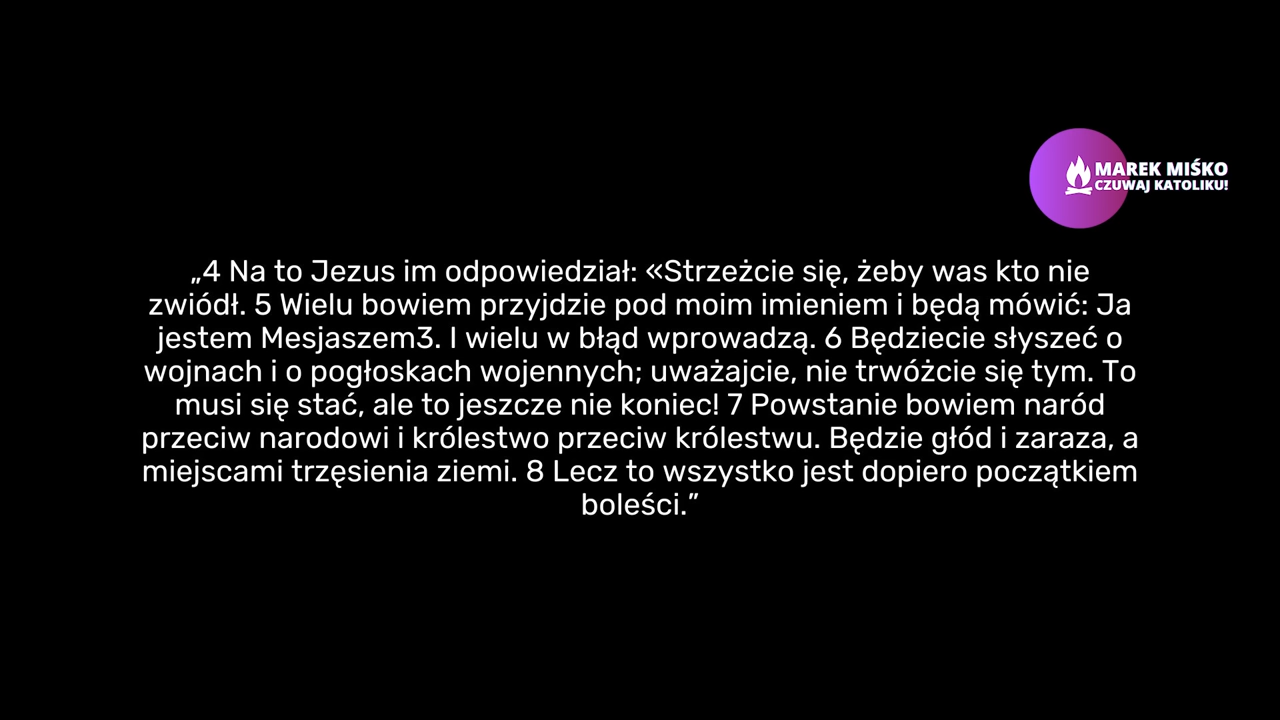 MAREK MIŚKO
CZUWAJ KATOLIKU!
„4 Na to Jezus im odpowiedział: «Strzeżcie się, żeby was kto nie
zwiódł. 5 Wielu bowiem przyjdzie pod moim imieniem i będą mówić: Ja
jestem Mesjaszem3. I wielu w błąd wprowadzą. 6 Będziecie słyszeć o
wojnach i o pogłoskach wojennych; uważajcie, nie trwóżcie się tym. To
musi się stać, ale to jeszcze nie koniec! 7 Powstanie bowiem naród
przeciw narodowi i królestwo przeciw królestwu. Będzie głód i zaraza, a
miejscami trzęsienia ziemi. 8 Lecz to wszystko jest dopiero początkiem
boleści.”